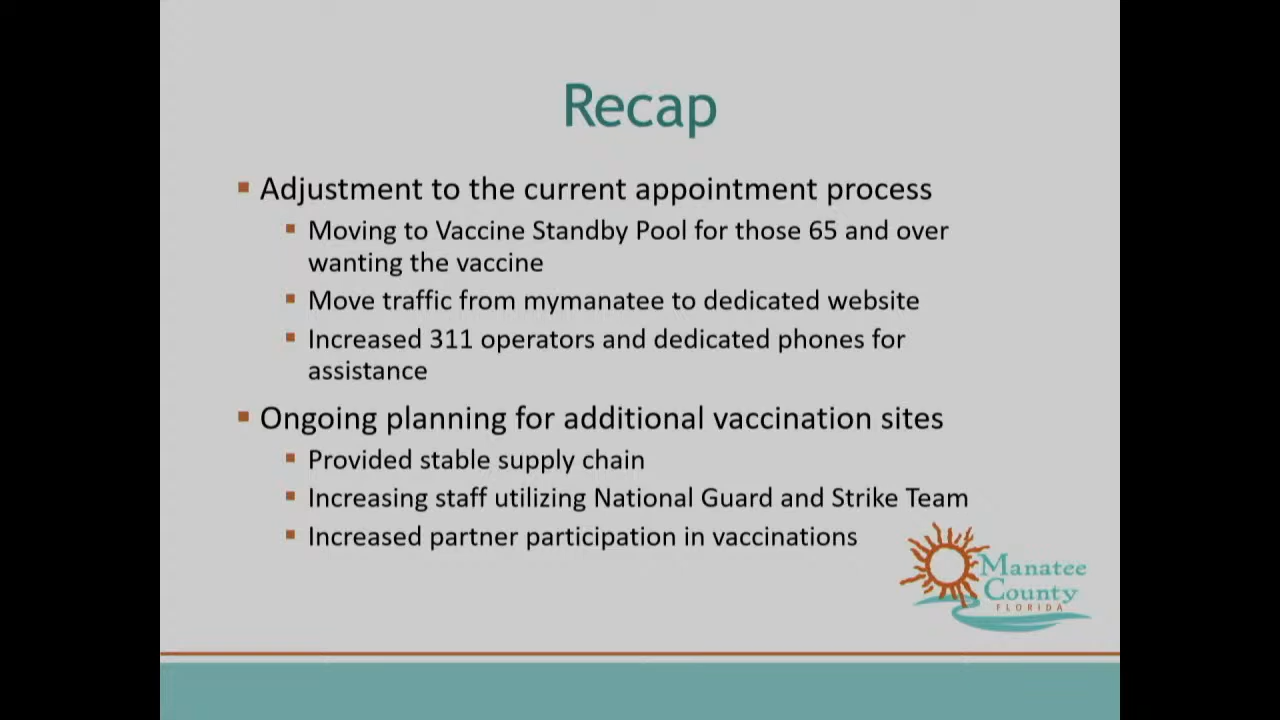 Recap
Adjustment to the current appointment process
Moving to Vaccine Standby Pool for those 65 and over
wanting the vaccine
Move traffic from mymanatee to dedicated website
Increased 311 operators and dedicated phones for
assistance
Ongoing planning for additional vaccination sites
Provided stable supply chain
Increasing staff utilizing National Guard and Strike Team
Increased partner participation in vaccinations
Manatee
County
FLORIDA